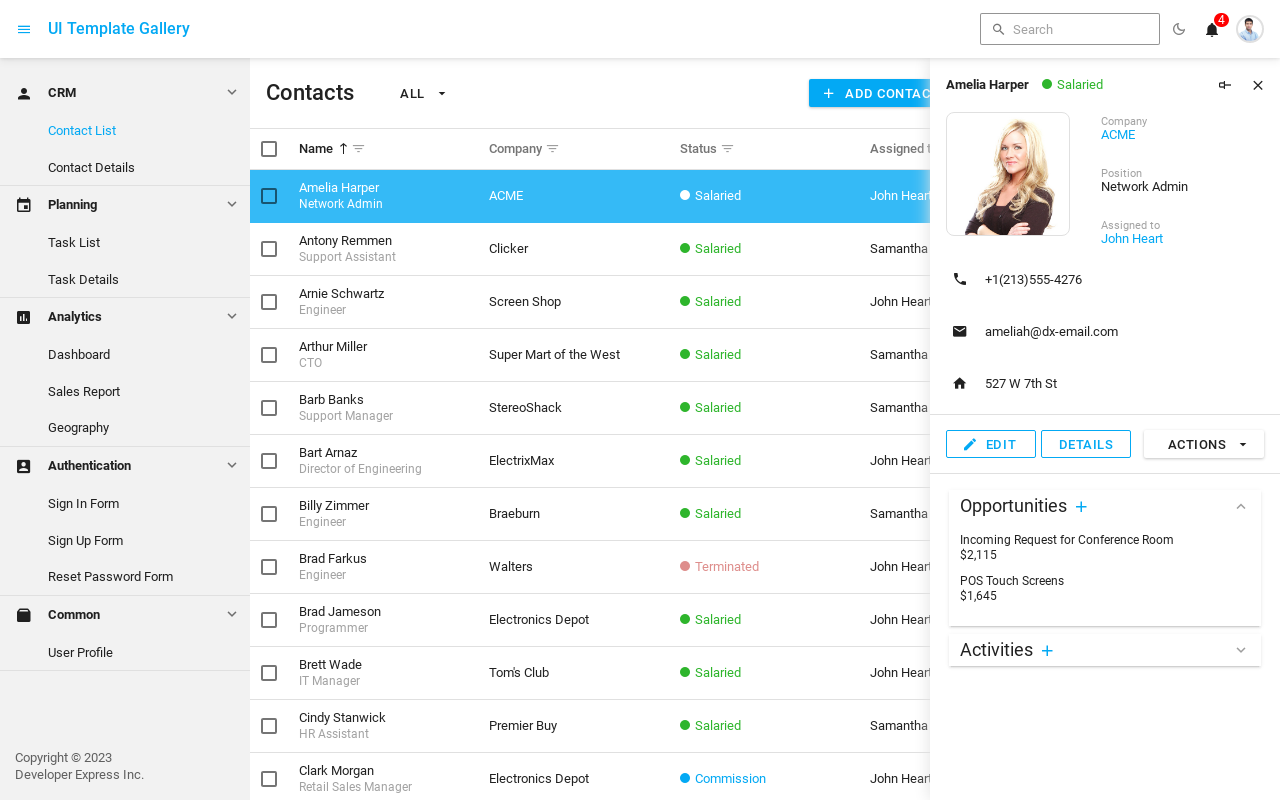 UI Template Gallery
Search
4
CRM
Contact List
Contact Details
Planning
Task List
Task Details
Analytics
Dashboard
Sales Report
Geography
Authentication
Sign In Form
Sign Up Form
Reset Password Form
Common
User Profile
Copyright © 2023
Developer Express Inc.
Contacts
ALL
ADD CONTAC
Name
Company
Status
Assigned
Amelia Harper
Network Admin
ACME
Salaried
John Heart
Antony Remmen
Support Assistant
Clicker
Salaried
Samantha
Arnie Schwartz
Engineer
Screen Shop
Salaried
John Heart
Arthur Miller
CTO
Super Mart of the West
Salaried
Samantha
Barb Banks
Support Manager
StereoShack
Salaried
Samantha
Bart Arnaz
Director of Engineering
ElectrixMax
Salaried
John Heart
Billy Zimmer
Engineer
Braeburn
Salaried
Samantha
Brad Farkus
Engineer
Walters
Terminated
John Heart
Brad Jameson
Programmer
Electronics Depot
Salaried
John Heart
Brett Wade
IT Manager
Tom's Club
Salaried
John Heart
Cindy Stanwick
HR Assistant
Premier Buy
Salaried
Samantha
Clark Morgan
Retail Sales Manager
Electronics Depot
Commission
John Heart
Amelia Harper
Salaried
Company
ACME
Position
Network Admin
Assigned to
John Heart
+1(213)555-4276
ameliah@dx-email.com
527 W 7th St
EDIT
DETAILS
ACTIONS
Opportunities
Incoming Request for Conference Room
$2,115
POS Touch Screens
$1,645
Activities